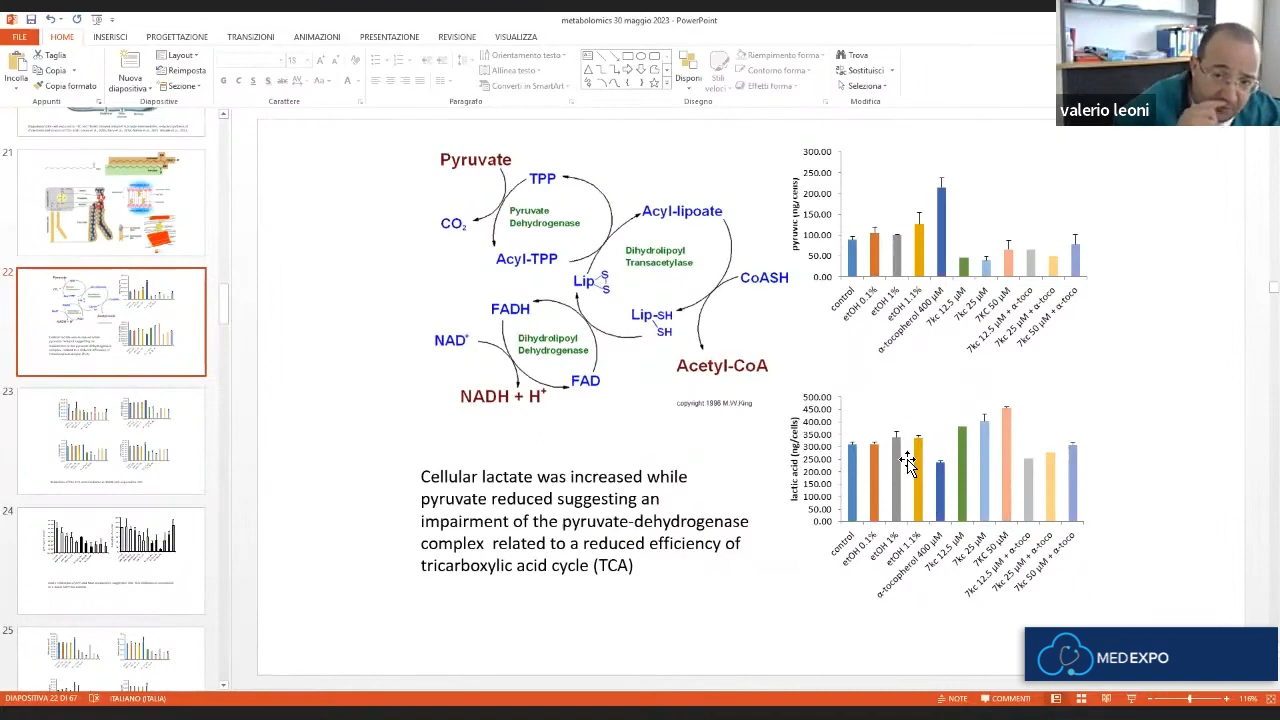 metabolomics 30 maggio 2023 - PowerPoint
FILE HOME INSERISCI PROGETTAZIONE TRANSIZIONI ANIMAZIONI PRESENTAZIONE REVISIONE VISUALIZZA
Incolla
Taglia
Copia
Copia formato
Appunti
Nuova diapositiva
Layout
Reimposta
Sezione
Diapositive
18
G C S S abc AV Aa A
Carattere
Orientamento testo
Allinea testo
Converti in SmartArt
Paragrafo
Disponi
Stili veloci
Riempimento forma
Contorno forma
Effetti forma
Disegno
Trova
Sostituisci
Seleziona
Modifica
valerio leoni
21
22
23
24
25
Pyruvate
TPP
CO2
Pyruvate
Dehydrogenase
Acyl-TPP
Acyl-lipoate
Dihydrolipoyl
Transacetylase
Lip S
S
CoASH
FADH
Lip-SH
SH
NAD+
Dihydrolipoyl
Dehydrogenase
Acetyl-CoA
FAD
NADH + H+
copyright 1996 M.W.King
Cellular lactate was increased while
pyruvate reduced suggesting an
impairment of the pyruvate-dehydrogenase
complex related to a reduced efficiency of
tricarboxylic acid cycle (TCA)
pyruvic (ng/cells)
300.00
250.00
200.00
150.00
100.00
50.00
0.00
control
etOH 0.1%
etOH 1%
etOH 1.1%
α-tocopherol 400 μM
7kc 12.5 μM
7kc 25 μM
7KC 50 μM
7kc 12.5 μM + α-toco
7kc 25 μM + α-toco
7kc 50 μM + α-toco
lactic acid (ng/cells)
500.00
450.00
400.00
350.00
300.00
250.00
200.00
150.00
100.00
50.00
0.00
control
etOH 0.1%
etOH 1%
etOH 1.1%
α-tocopherol 400 μM
7kc 12.5 μM
7kc 25 μM
7KC 50 μM
7kc 12.5 μM + α-toco
7kc 25 μM + α-toco
7kc 50 μM + α-toco
MEDEXPO
DIAPOSITIVA 22 DI 67 ITALIANO (ITALIA)
NOTE COMMENTI 116%